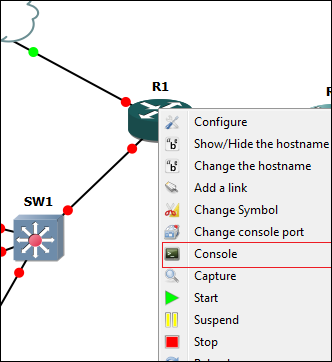 R1
Configure
Show/Hide the hostname
Change the hostname
Add a link
SW1
Change Symbol
Change console port
Console
Capture
Start
Suspend
Stop